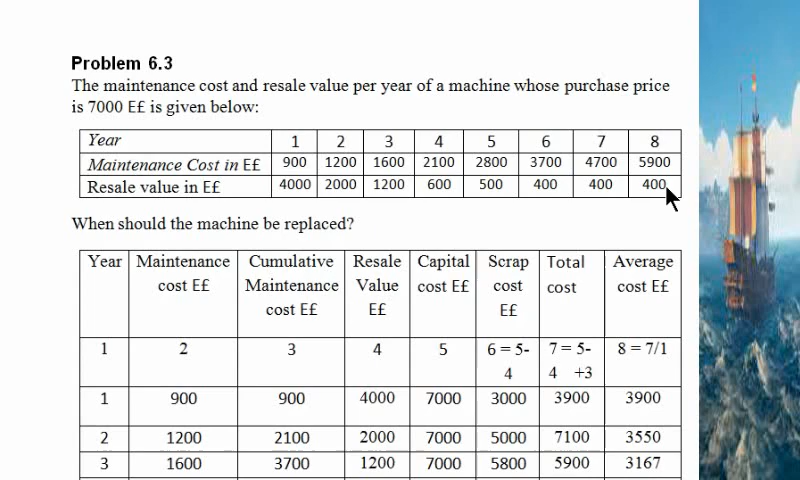 Problem 6.3
The maintenance cost and resale value per year of a machine whose purchase price
is 7000 E£ is given below:
Year 1 2 3 4 5 6 7 8
Maintenance Cost in E£ 900 1200 1600 2100 2800 3700 4700 5900
Resale value in E£ 4000 2000 1200 600 500 400 400 400
When should the machine be replaced?
Year Maintenance Cumulative Resale Capital Scrap Total Average
cost E£ Maintenance Value cost E£ cost cost cost E£
cost E£ E£ E£
1 2 3 4 5 6 = 5- 7 = 5- 8 = 7/1
4 4 +3
1 900 900 4000 7000 3000 3900 3900
2 1200 2100 2000 7000 5000 7100 3550
3 1600 3700 1200 7000 5800 5900 3167